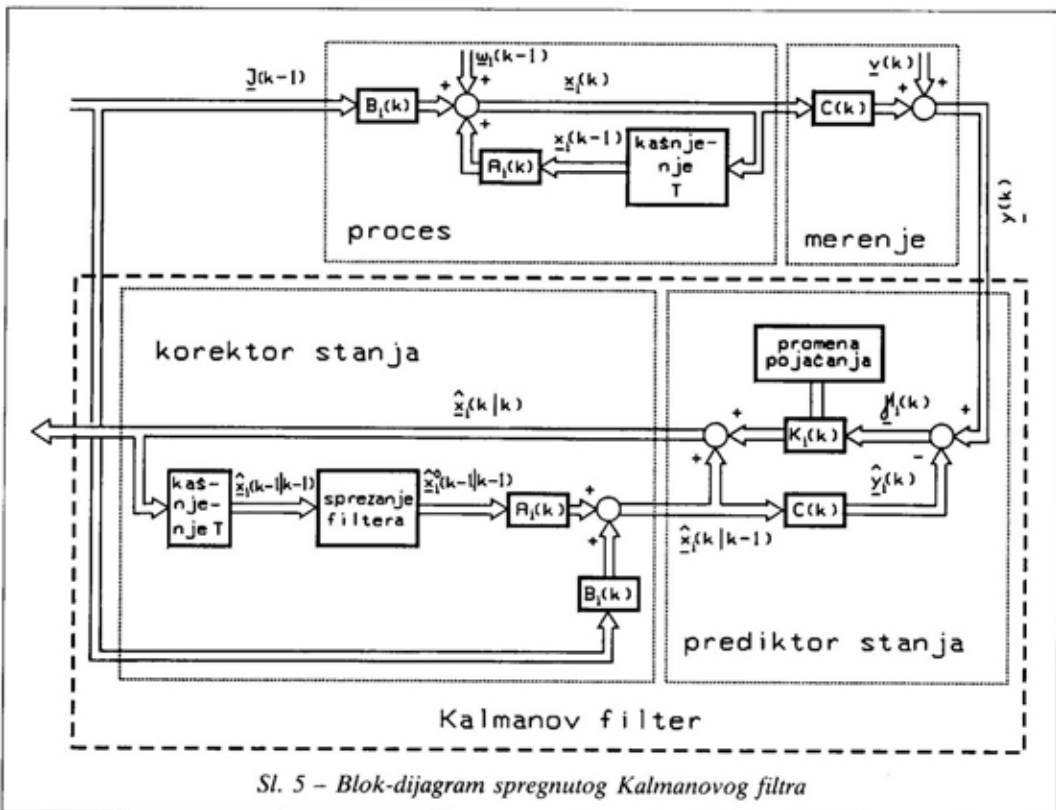 J(k-1)
w_i(k-1)
+
+
+
B_i(k)
x_i(k)
A_i(k)
x_i(k-1)
kašnje-
nje
T
proces
v(k)
+
+
C(k)
merenje
y(k)
korektor stanja
x̂_i(k|k)
promena
pojačanja
K_i(k)
+
+
+
-
ŷ_i(k)
C(k)
x̂_i(k|k-1)
kaš-
nje-
nje T
x̂_i(k-1|k-1)
sprezanje
filtera
x̂°_i(k-1|k-1)
A_i(k)
+
+
B_i(k)
prediktor stanja
Kalmanov filter
Sl. 5 – Blok-dijagram spregnutog Kalmanovog filtra